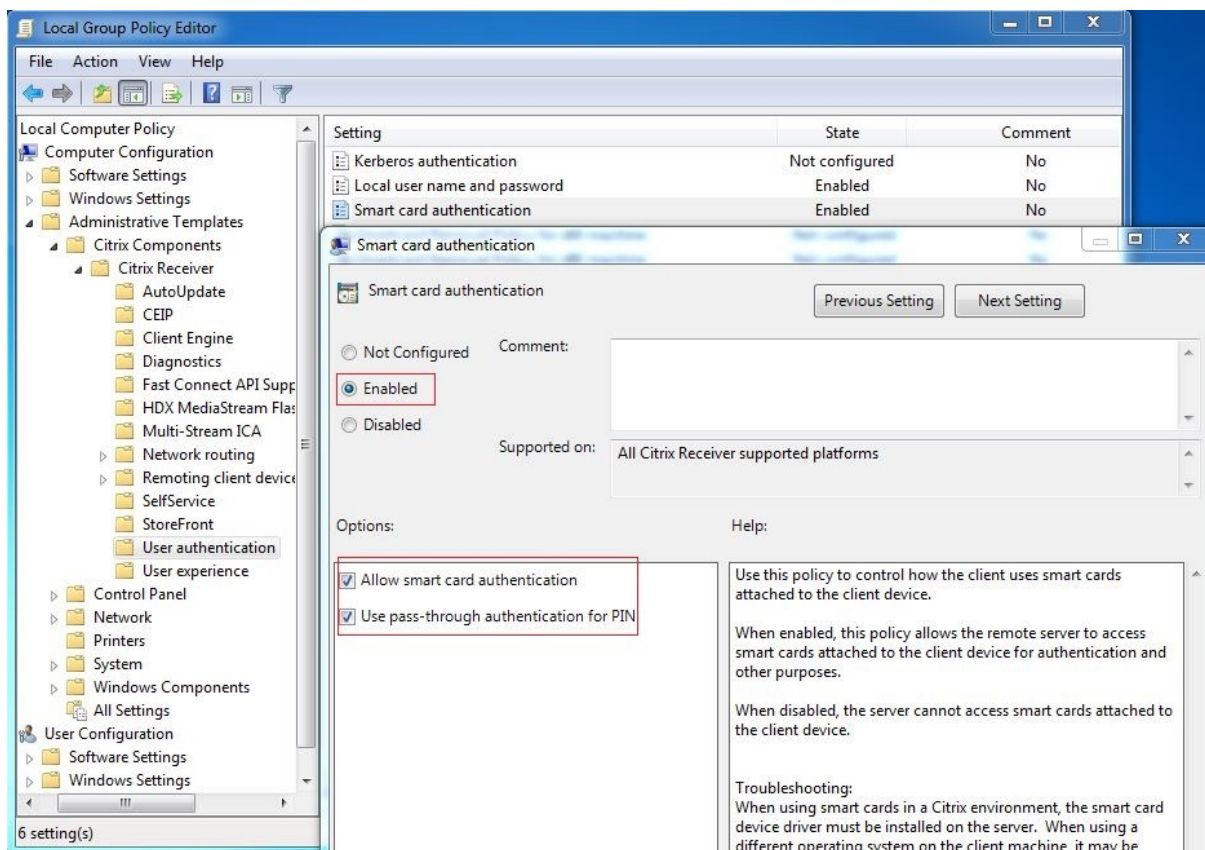 Local Group Policy Editor
File Action View Help
Local Computer Policy
Computer Configuration
Software Settings
Windows Settings
Administrative Templates
Citrix Components
Citrix Receiver
AutoUpdate
CEIP
Client Engine
Diagnostics
Fast Connect API Supp
HDX MediaStream Flas
Multi-Stream ICA
Network routing
Remoting client device
SelfService
StoreFront
User authentication
User experience
Control Panel
Network
Printers
System
Windows Components
All Settings
User Configuration
Software Settings
Windows Settings
6 setting(s)
Setting State Comment
Kerberos authentication Not configured No
Local user name and password Enabled No
Smart card authentication Enabled No
Smart card authentication
Smart card authentication
Previous Setting Next Setting
Not Configured Comment:
Enabled
Disabled
Supported on: All Citrix Receiver supported platforms
Options: Help:
Allow smart card authentication
Use pass-through authentication for PIN
Use this policy to control how the client uses smart cards
attached to the client device.
When enabled, this policy allows the remote server to access
smart cards attached to the client device for authentication and
other purposes.
When disabled, the server cannot access smart cards attached to
the client device.
Troubleshooting:
When using smart cards in a Citrix environment, the smart card
device driver must be installed on the server. When using a
different operating system on the client machine, it may be